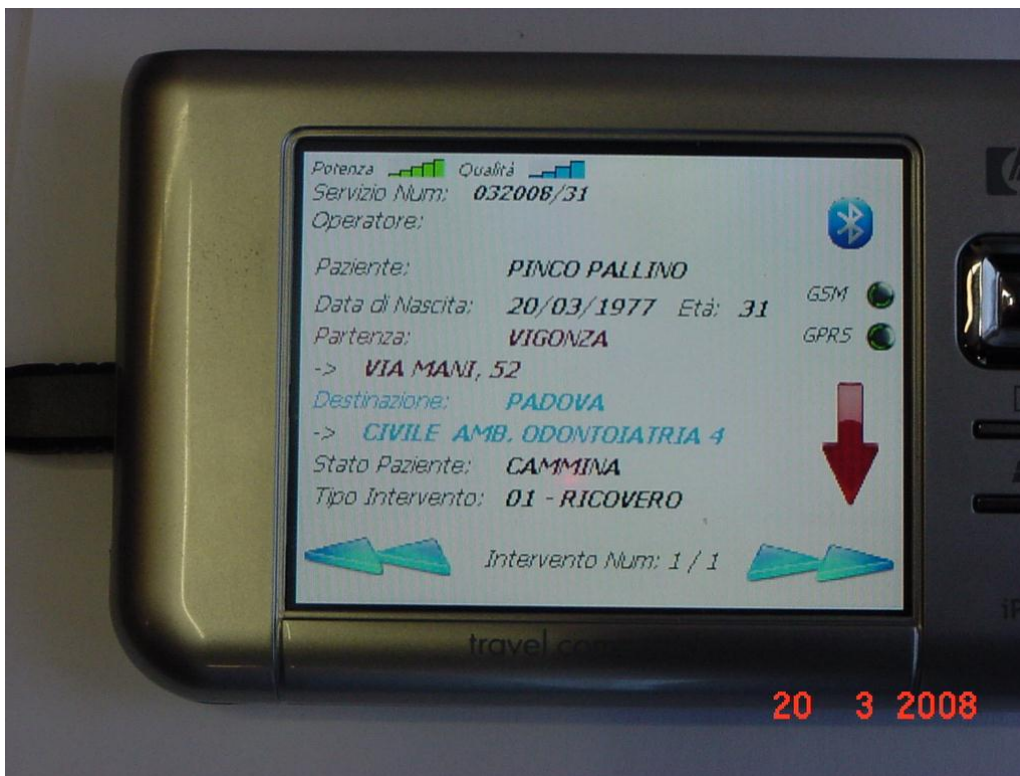 Potenza Qualità
Servizio Num: 032008/31
Operatore:
Paziente: PINCO PALLINO
Data di Nascita: 20/03/1977 Età: 31
GSM
Partenza: VIGONZA
GPRS
-> VIA MANI, 52
Destinazione: PADOVA
-> CIVILE AMB. ODONTOIATRIA 4
Stato Paziente: CAMMINA
Tipo Intervento: 01 - RICOVERO
Intervento Num: 1 / 1
travel
20 3 2008